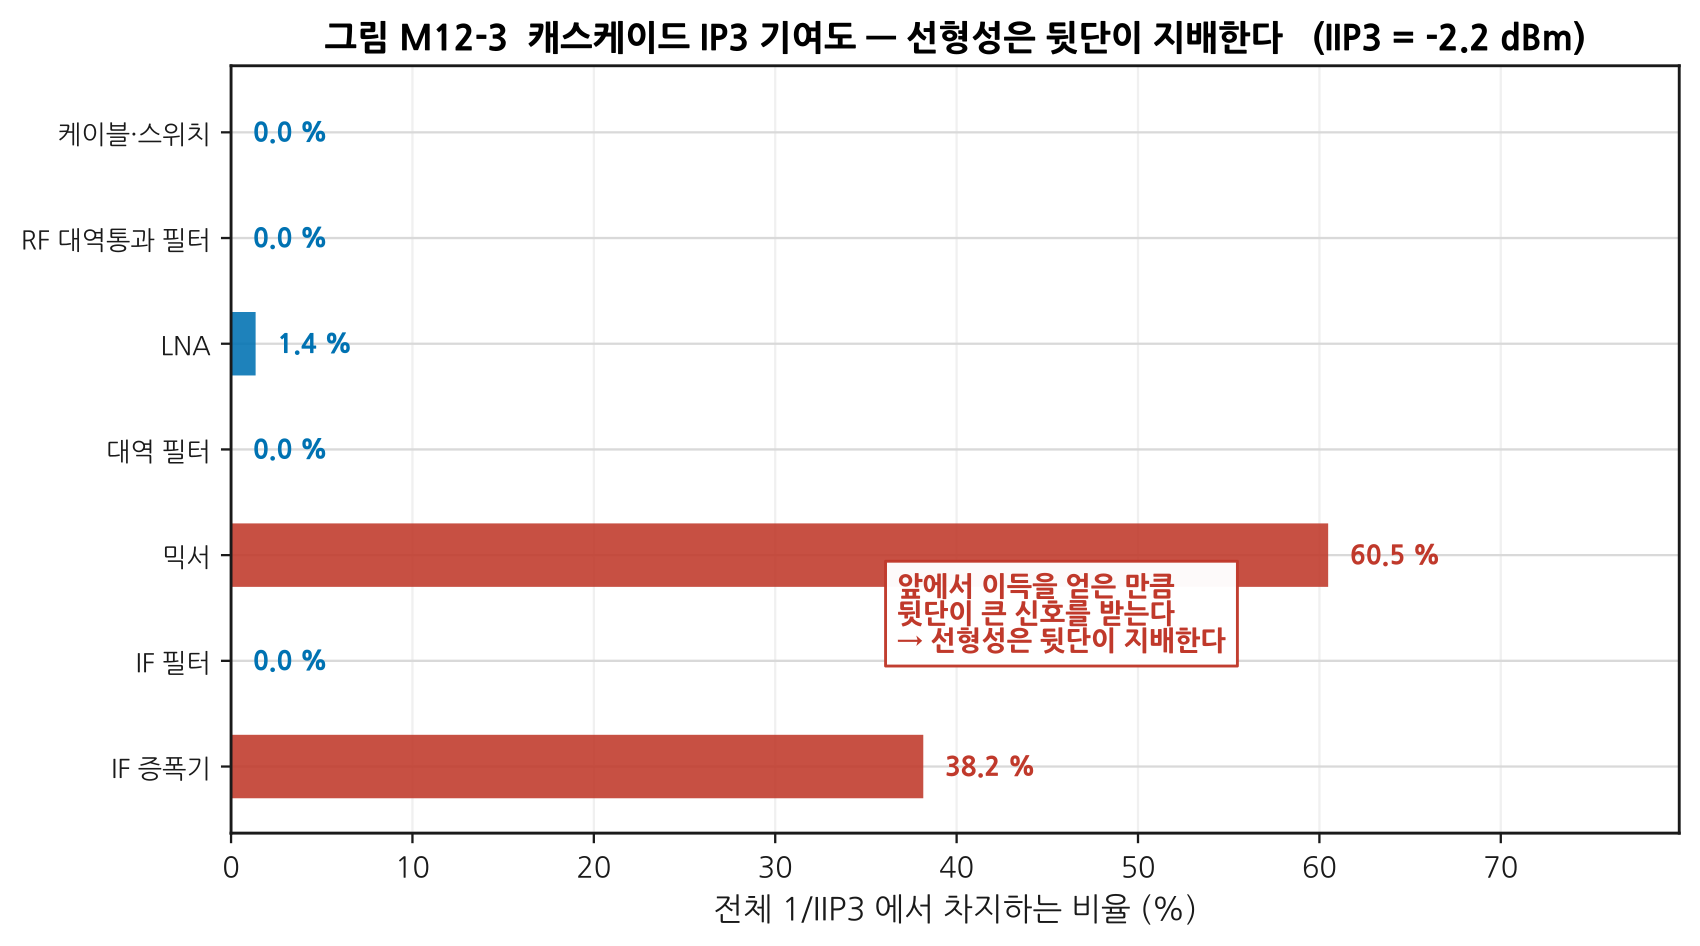 그림 M12-3  캐스케이드 IP3 기여도 — 선형성은 뒷단이 지배한다   (IIP3 = -2.2 dBm)
케이블·스위치
0.0 %
RF 대역통과 필터
0.0 %
LNA
1.4 %
대역 필터
0.0 %
믹서
60.5 %
앞에서 이득을 얻은 만큼
뒷단이 큰 신호를 받는다
→ 선형성은 뒷단이 지배한다
IF 필터
0.0 %
IF 증폭기
38.2 %
0 10 20 30 40 50 60 70
전체 1/IIP3 에서 차지하는 비율 (%)